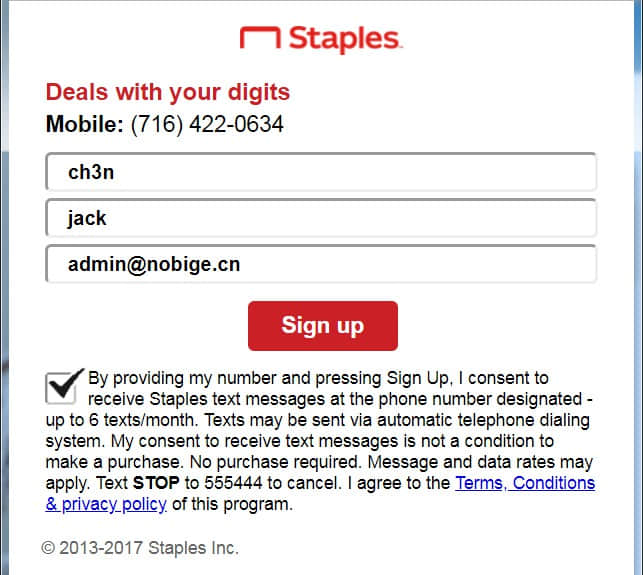 Staples
Deals with your digits
Mobile: (716) 422-0634
ch3n
jack
admin@nobige.cn
Sign up
By providing my number and pressing Sign Up, I consent to
receive Staples text messages at the phone number designated -
up to 6 texts/month. Texts may be sent via automatic telephone dialing
system. My consent to receive text messages is not a condition to
make a purchase. No purchase required. Message and data rates may
apply. Text STOP to 555444 to cancel. I agree to the Terms, Conditions
& privacy policy of this program.
© 2013-2017 Staples Inc.